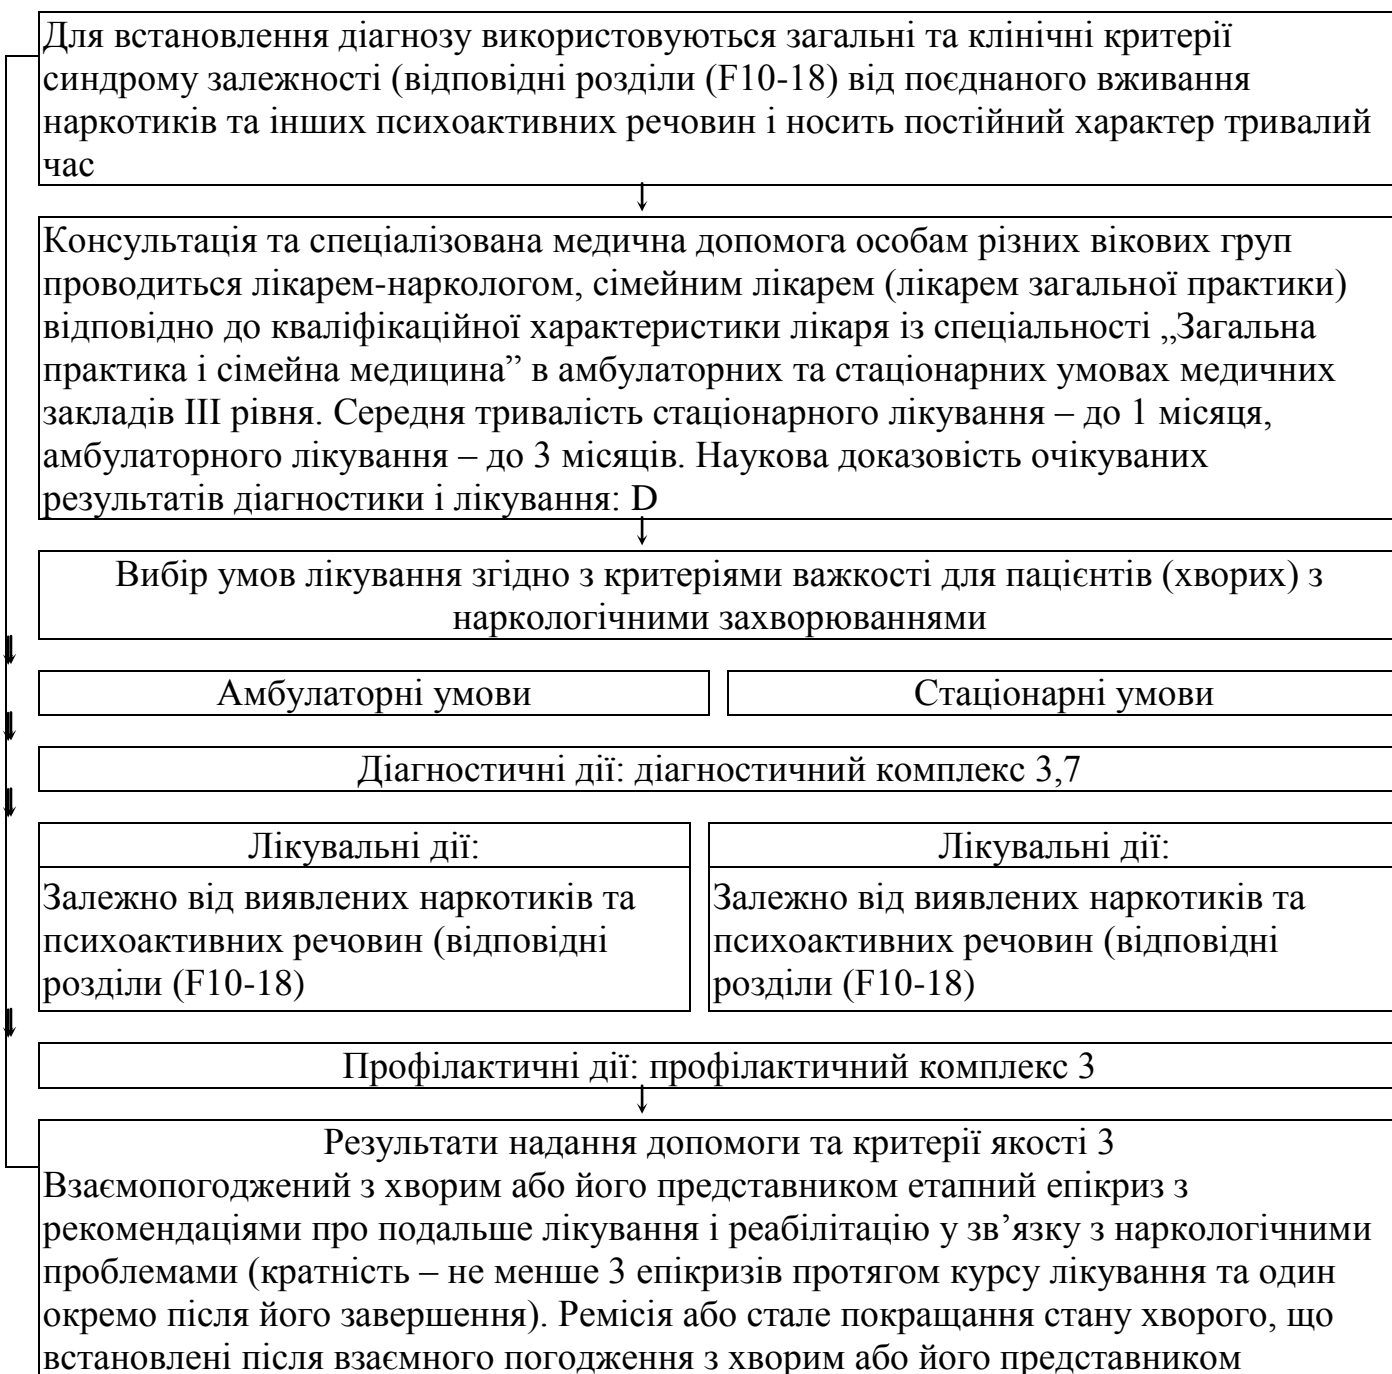 Для встановлення діагнозу використовуються загальні та клінічні критерії
синдрому залежності (відповідні розділи (F10-18) від поєднаного вживання
наркотиків та інших психоактивних речовин і носить постійний характер тривалий
час
Консультація та спеціалізована медична допомога особам різних вікових груп
проводиться лікарем-наркологом, сімейним лікарем (лікарем загальної практики)
відповідно до кваліфікаційної характеристики лікаря із спеціальності „Загальна
практика і сімейна медицина” в амбулаторних та стаціонарних умовах медичних
закладів III рівня. Середня тривалість стаціонарного лікування – до 1 місяця,
амбулаторного лікування – до 3 місяців. Наукова доказовість очікуваних
результатів діагностики і лікування: D
Вибір умов лікування згідно з критеріями важкості для пацієнтів (хворих) з
наркологічними захворюваннями
Амбулаторні умови
Стаціонарні умови
Діагностичні дії: діагностичний комплекс 3,7
Лікувальні дії:
Залежно від виявлених наркотиків та
психоактивних речовин (відповідні
розділи (F10-18)
Лікувальні дії:
Залежно від виявлених наркотиків та
психоактивних речовин (відповідні
розділи (F10-18)
Профілактичні дії: профілактичний комплекс 3
Результати надання допомоги та критерії якості 3
Взаємопогоджений з хворим або його представником етапний епікриз з
рекомендаціями про подальше лікування і реабілітацію у зв’язку з наркологічними
проблемами (кратність – не менше 3 епікризів протягом курсу лікування та один
окремо після його завершення). Ремісія або стале покращання стану хворого, що
встановлені після взаємного погодження з хворим або його представником